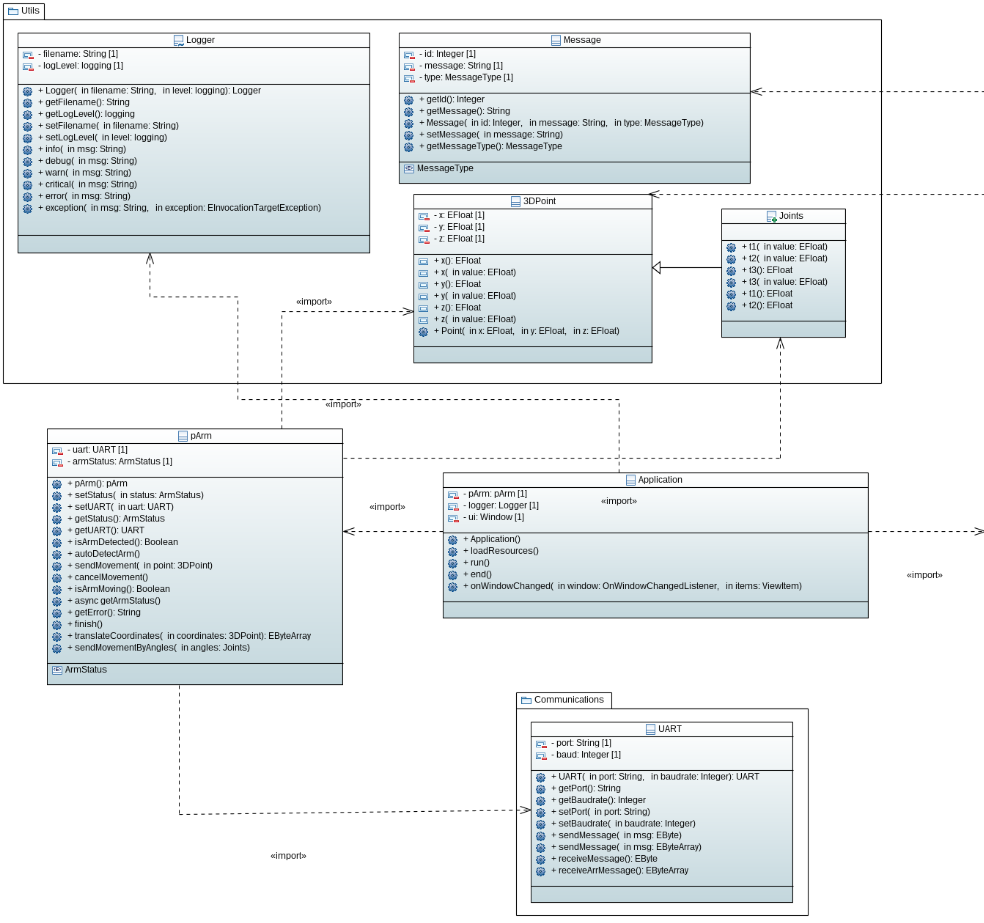 Utils
Logger
- filename: String [1]
- logLevel: logging [1]
+ Logger( in filename: String, in level: logging): Logger
+ getFilename(): String
+ getLogLevel(): logging
+ setFilename( in filename: String)
+ setLogLevel( in level: logging)
+ info( in msg: String)
+ debug( in msg: String)
+ warn( in msg: String)
+ critical( in msg: String)
+ error( in msg: String)
+ exception( in msg: String, in exception: EInvocationTargetException)
Message
- id: Integer [1]
- message: String [1]
- type: MessageType [1]
+ getId(): Integer
+ getMessage(): String
+ Message( in id: Integer, in message: String, in type: MessageType)
+ setMessage( in message: String)
+ getMessageType(): MessageType
MessageType
3DPoint
- x: EFloat [1]
- y: EFloat [1]
- z: EFloat [1]
+ x(): EFloat
+ x( in value: EFloat)
+ y(): EFloat
+ y( in value: EFloat)
+ z(): EFloat
+ z( in value: EFloat)
+ Point( in x: EFloat, in y: EFloat, in z: EFloat)
Joints
+ t1( in value: EFloat)
+ t2( in value: EFloat)
+ t3(): EFloat
+ t3( in value: EFloat)
+ t1(): EFloat
+ t2(): EFloat
«import»
«import»
pArm
- uart: UART [1]
- armStatus: ArmStatus [1]
+ pArm(): pArm
+ setStatus( in status: ArmStatus)
+ setUART( in uart: UART)
+ getStatus(): ArmStatus
+ getUART(): UART
+ isArmDetected(): Boolean
+ autoDetectArm()
+ sendMovement( in point: 3DPoint)
+ cancelMovement()
+ isArmMoving(): Boolean
+ async getArmStatus()
+ getError(): String
+ finish()
+ translateCoordinates( in coordinates: 3DPoint): EByteArray
+ sendMovementByAngles( in angles: Joints)
ArmStatus
«import»
Application
- pArm: pArm [1]
- logger: Logger [1]
- ui: Window [1]
«import»
+ Application()
+ loadResources()
+ run()
+ end()
+ onWindowChanged( in window: OnWindowChangedListener, in items: ViewItem)
«import»
Communications
UART
- port: String [1]
- baud: Integer [1]
+ UART( in port: String, in baudrate: Integer): UART
+ getPort(): String
+ getBaudrate(): Integer
+ setPort( in port: String)
+ setBaudrate( in baudrate: Integer)
+ sendMessage( in msg: EByte)
+ sendMessage( in msg: EByteArray)
+ receiveMessage(): EByte
+ receiveArrMessage(): EByteArray
«import»